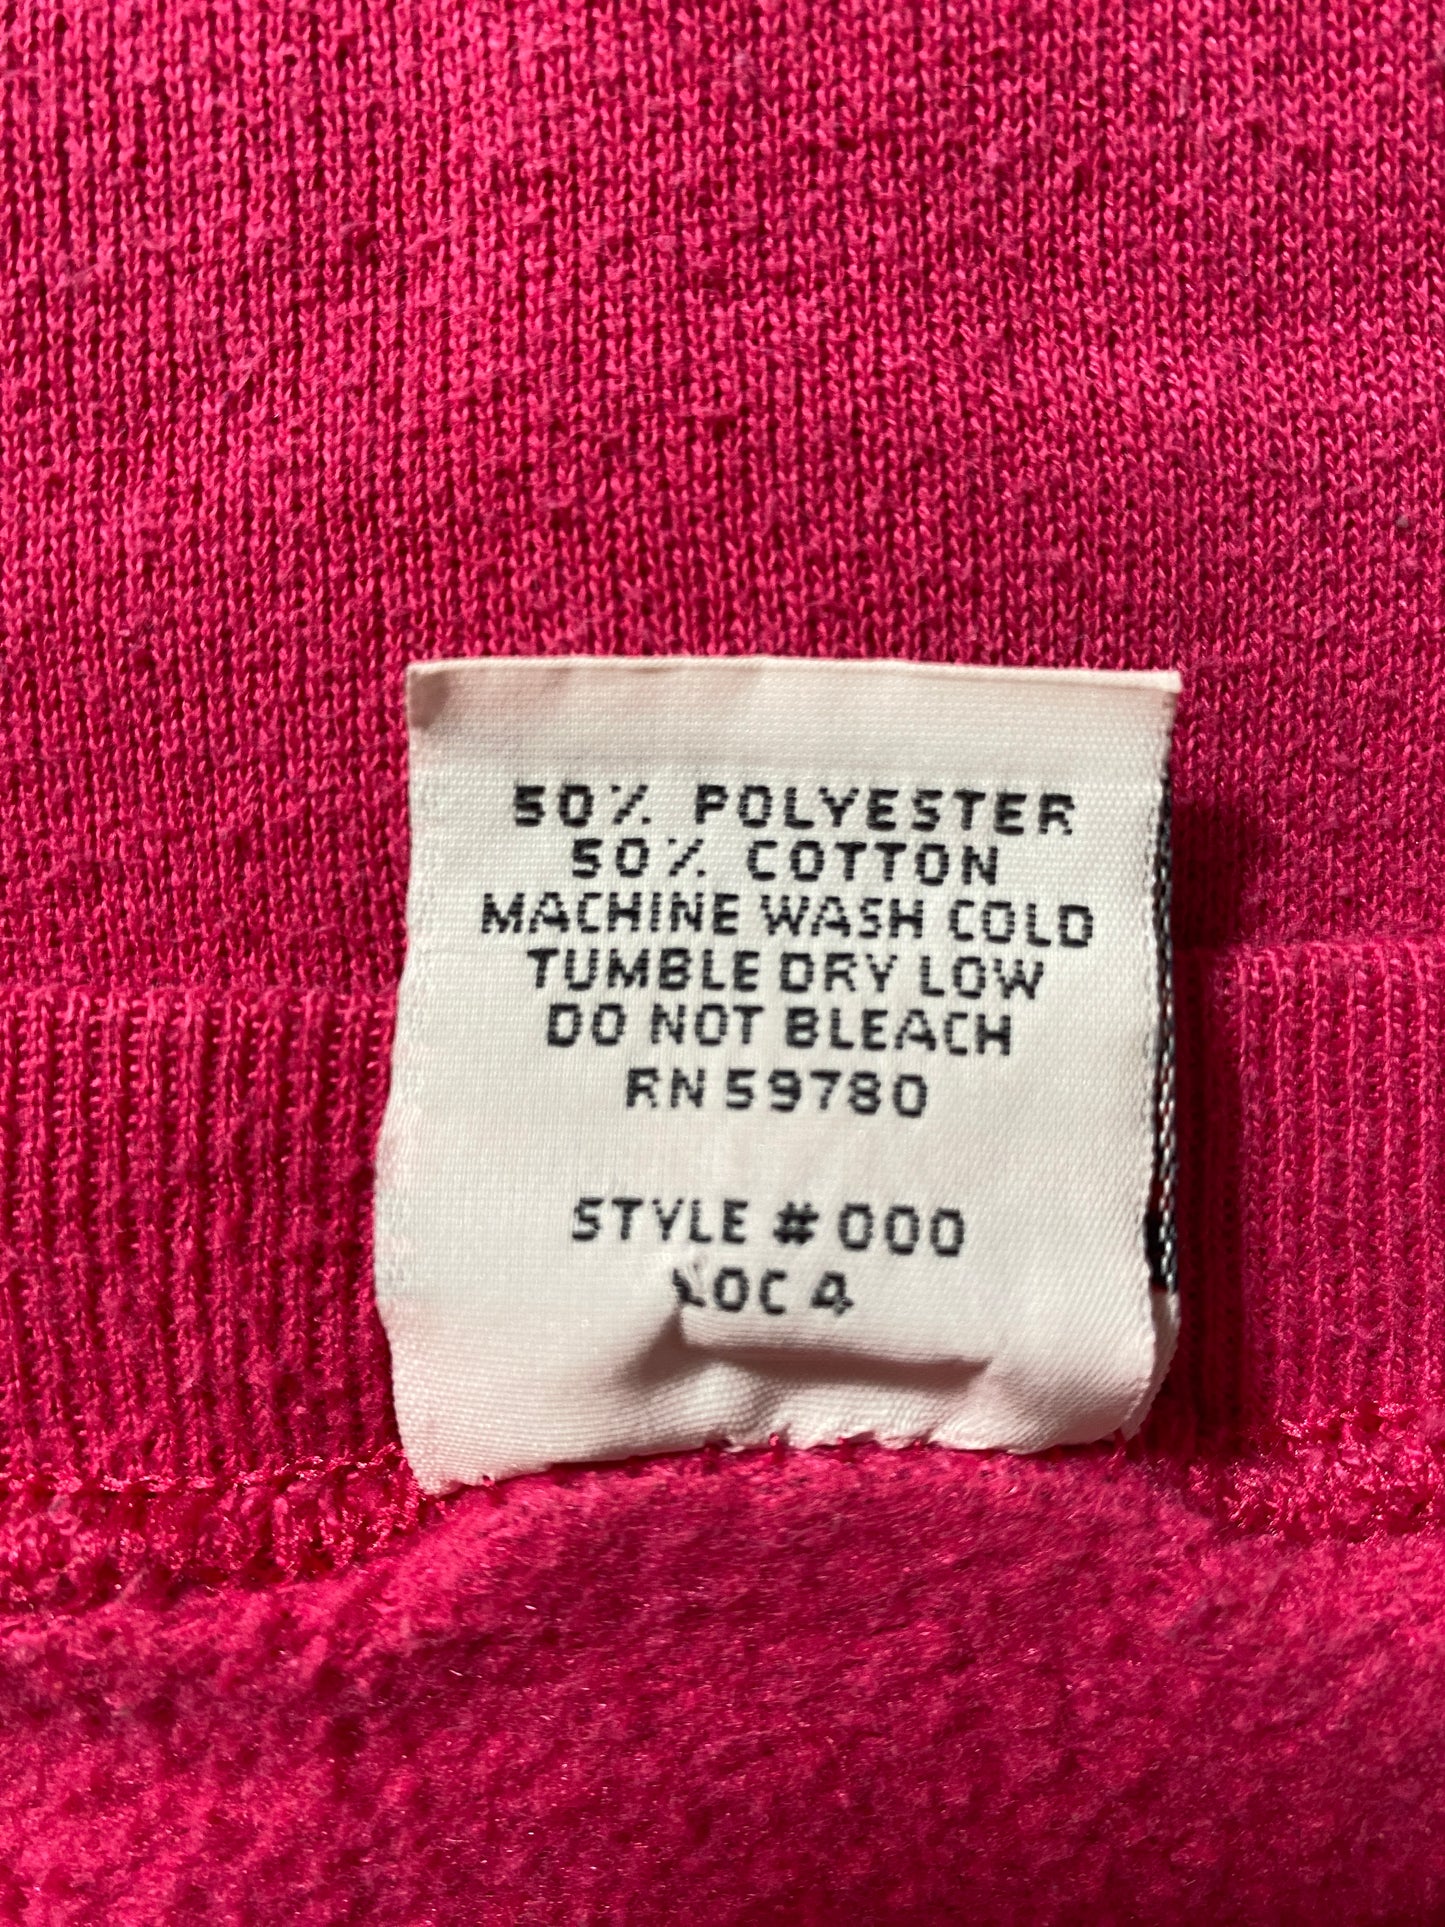 50% POLYESTER
50% COTTON
MACHINE WASH COLD
TUMBLE DRY LOW
DO NOT BLEACH
RN 59780
STYLE # 000
LOC 4